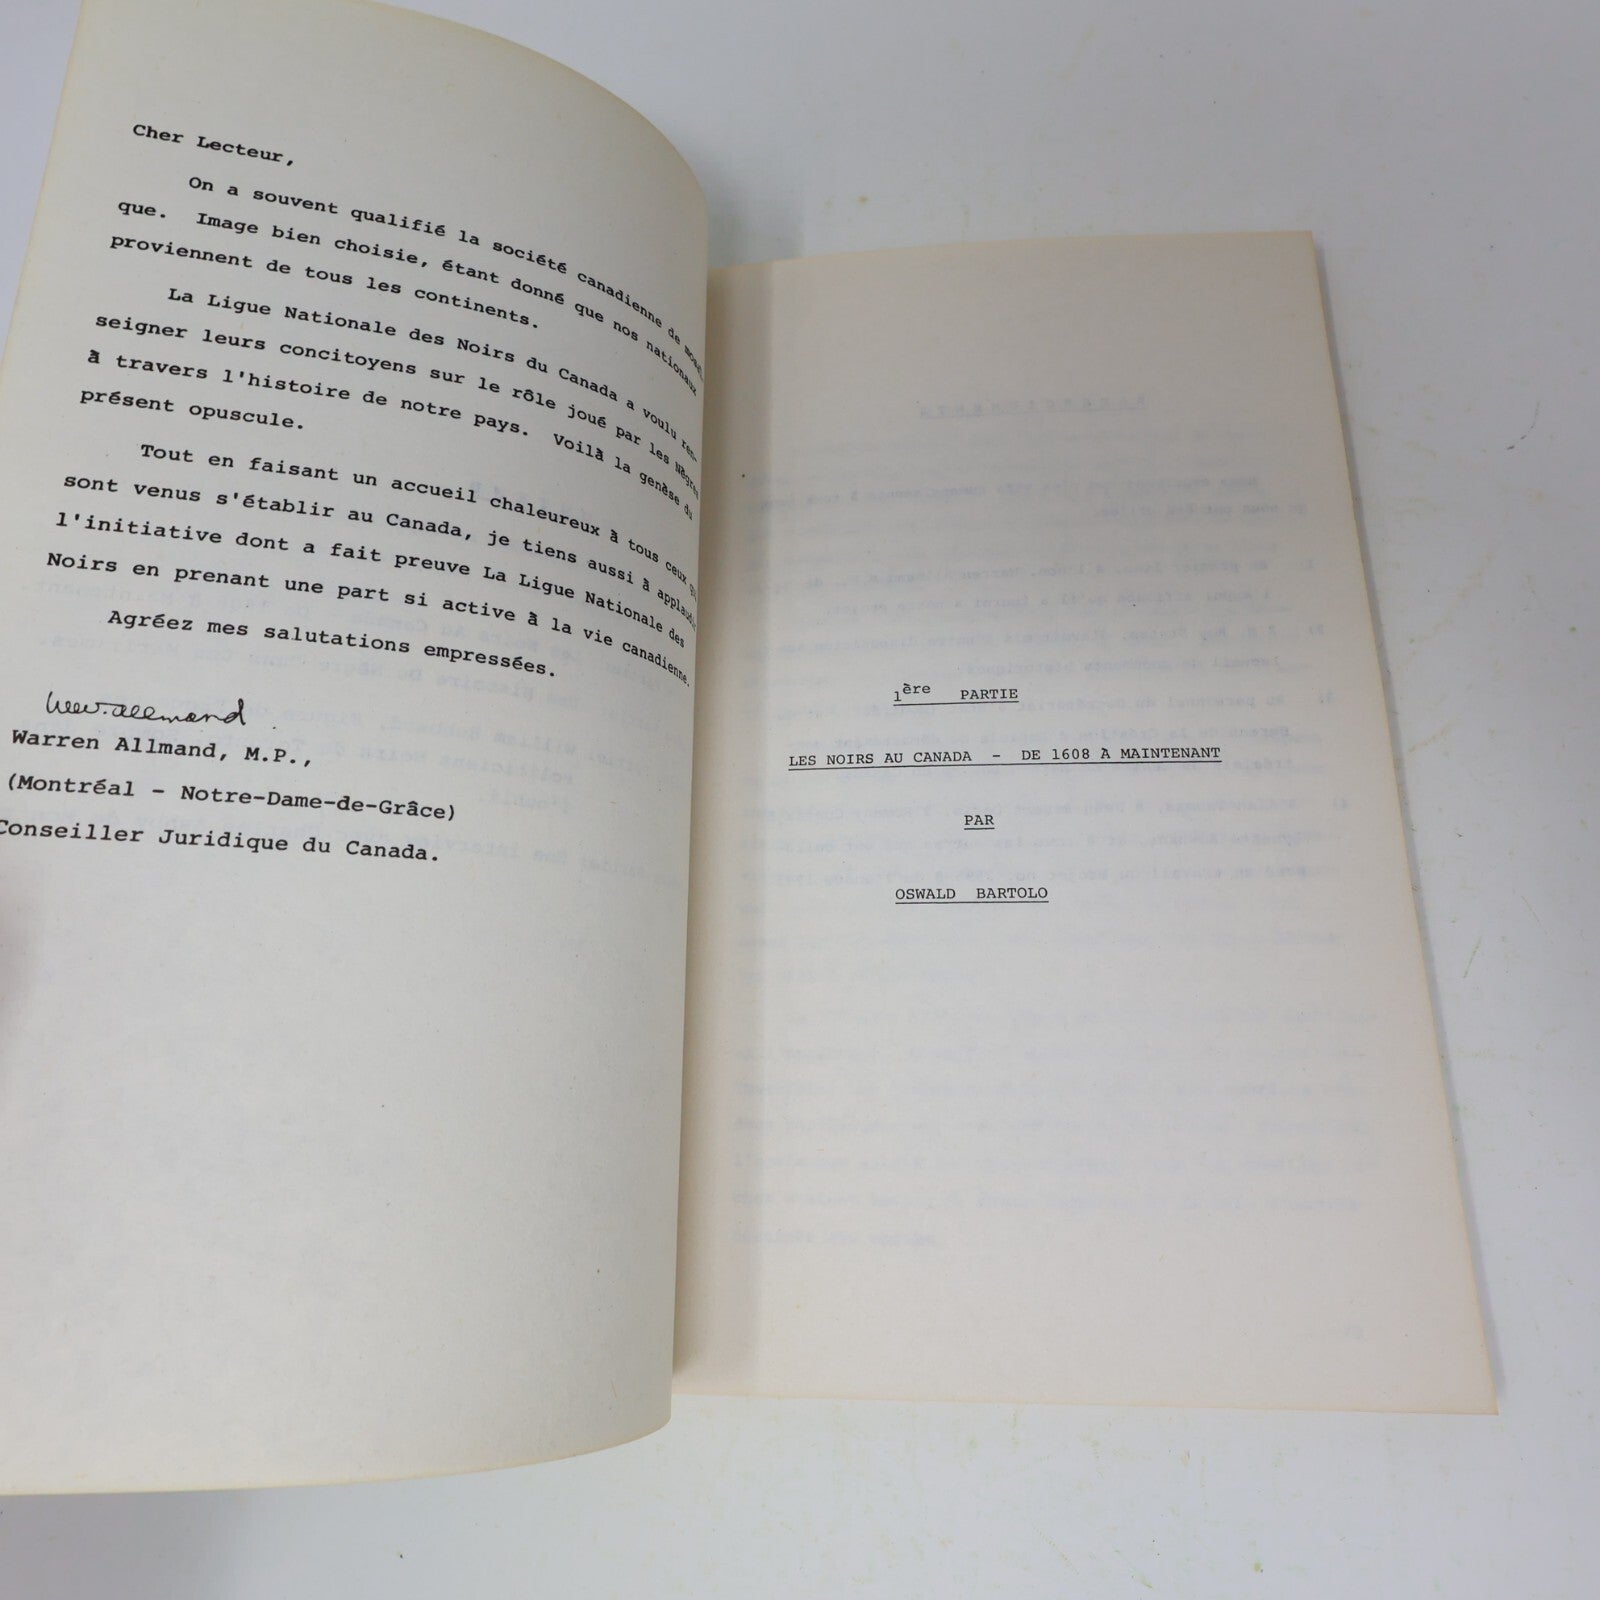 Cher Lecteur,
On a souvent qualifié la société canadienne de mosaï-
que. Image bien choisie, étant donné que nos nationaux
proviennent de tous les continents.
La Ligue Nationale des Noirs du Canada a voulu ren-
seigner leurs concitoyens sur le rôle joué par les Nègres
à travers l'histoire de notre pays. Voilà la genèse du
présent opuscule.
Tout en faisant un accueil chaleureux à tous ceux qui
sont venus s'établir au Canada, je tiens aussi à applaudir
l'initiative dont a fait preuve La Ligue Nationale des
Noirs en prenant une part si active à la vie canadienne.
Agréez mes salutations empressées.
W.W. Allmand
Warren Allmand, M.P.,
(Montréal - Notre-Dame-de-Grâce)
Conseiller Juridique du Canada.
1ère PARTIE
LES NOIRS AU CANADA - DE 1608 A MAINTENANT
PAR
OSWALD BARTOLO